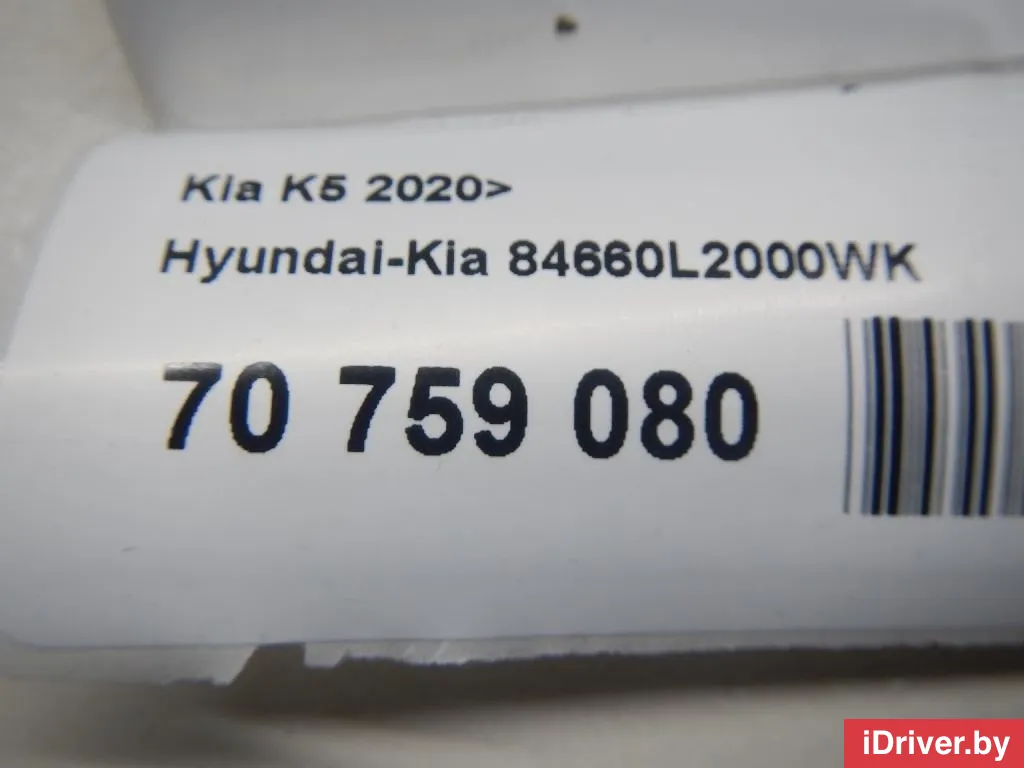 Kia K5 2020>
Hyundai-Kia 84660L2000WK
70 759 080
iDriver.by